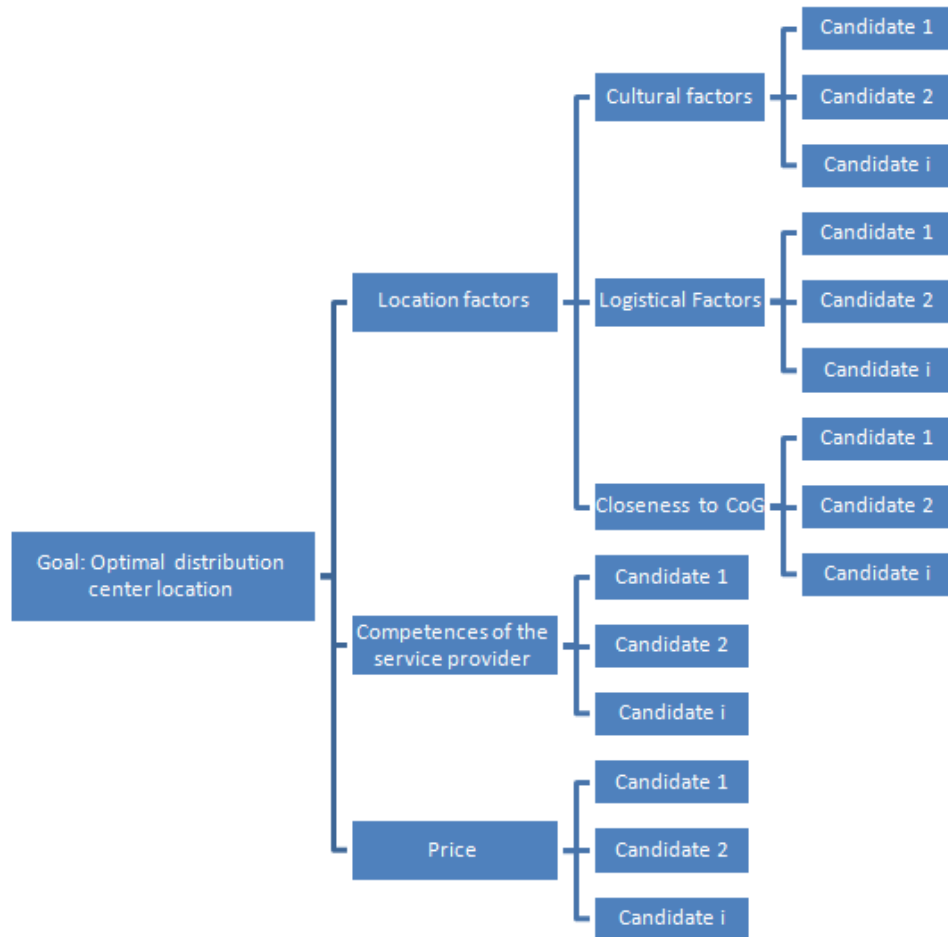 Goal: Optimal distribution
center location
Location factors
Cultural factors
Candidate 1
Candidate 2
Candidate i
Logistical Factors
Candidate 1
Candidate 2
Candidate i
Closeness to CoG
Candidate 1
Candidate 2
Candidate i
Competences of the
service provider
Candidate 1
Candidate 2
Candidate i
Price
Candidate 1
Candidate 2
Candidate i